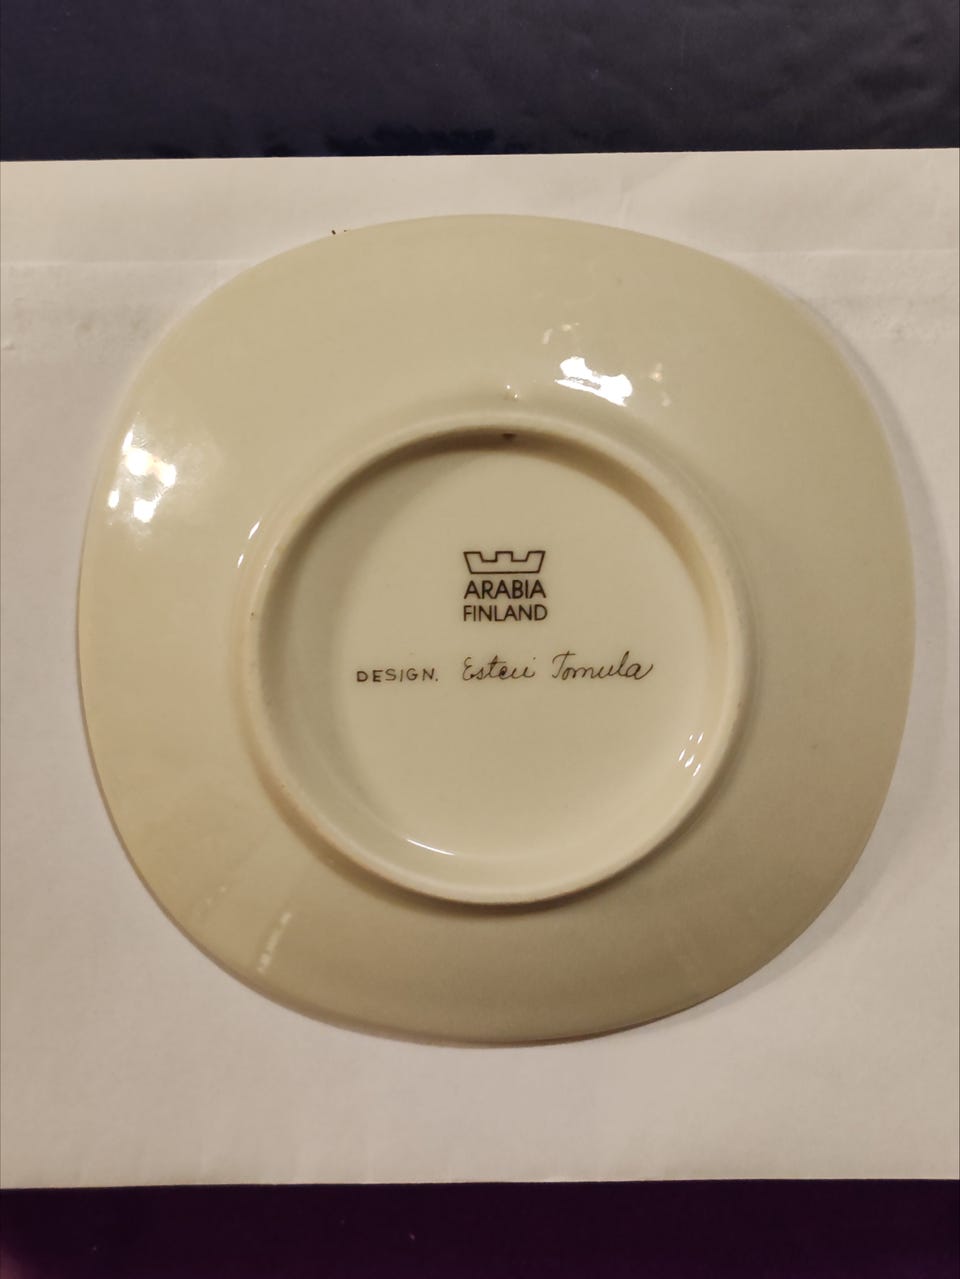 ARABIA
FINLAND
DESIGN. Esteri Tomula